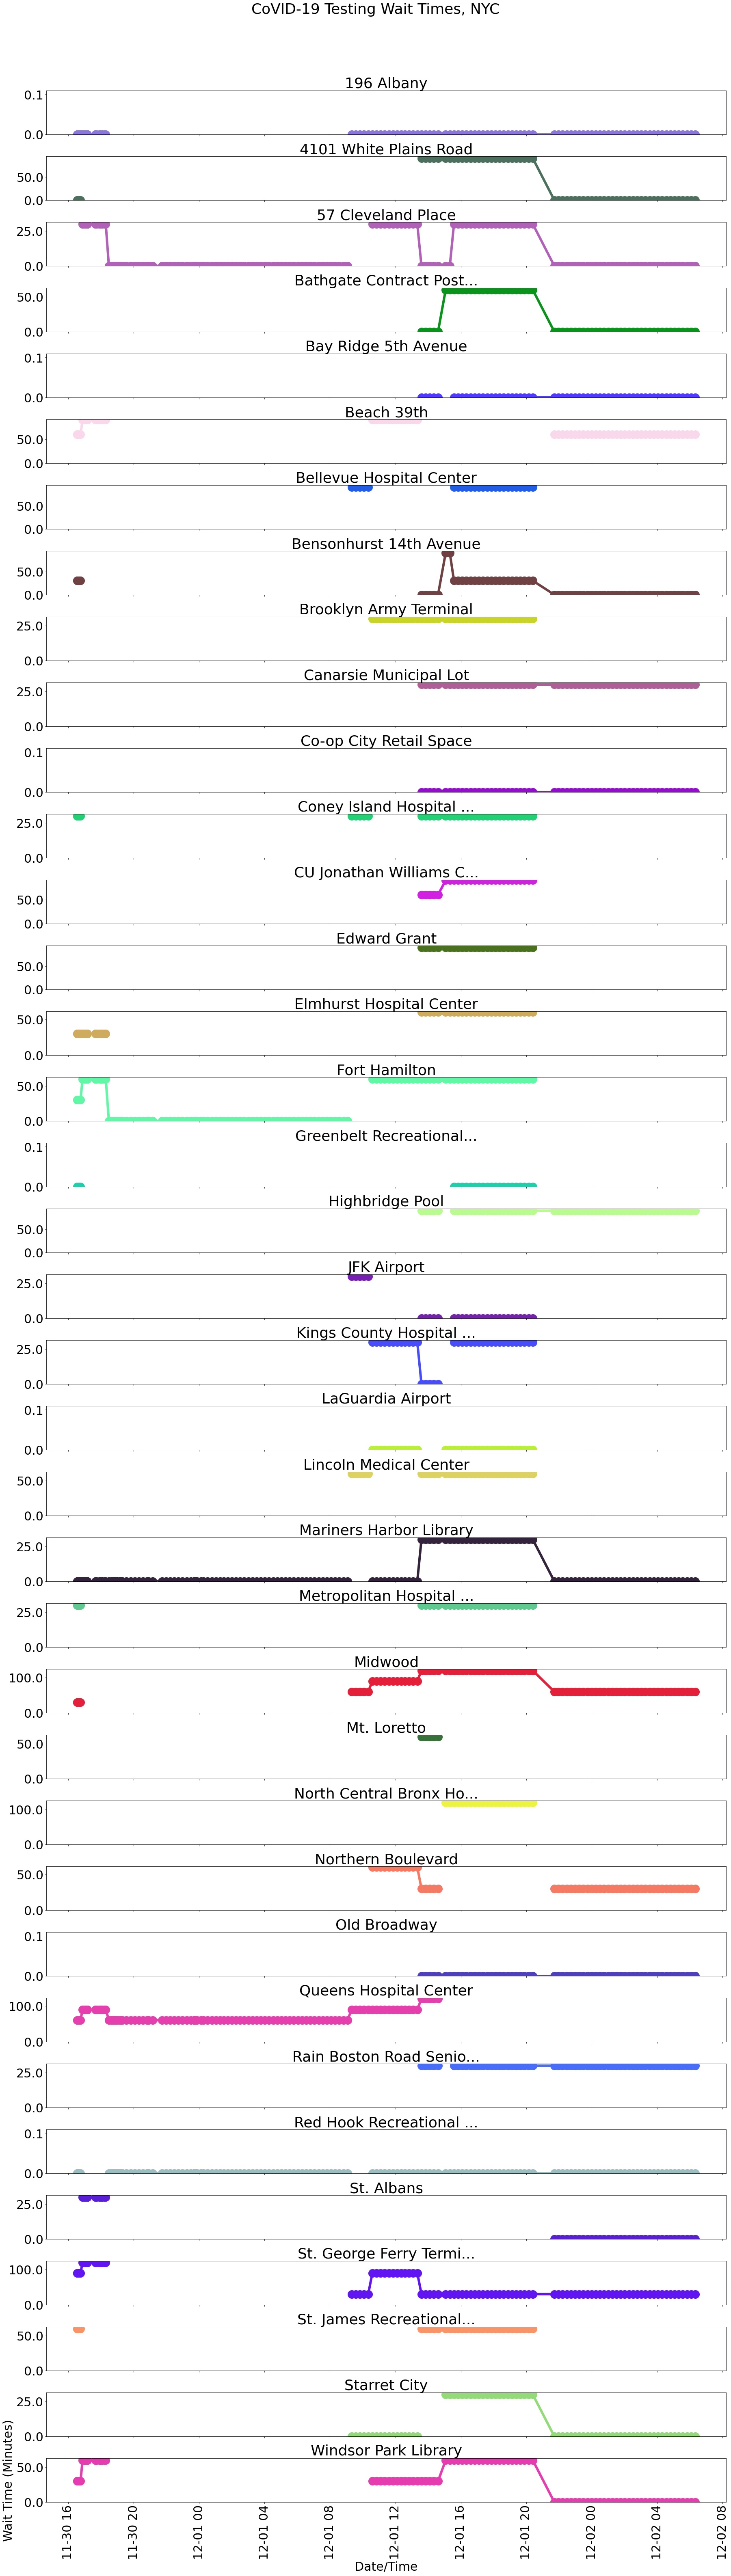 CoVID-19 Testing Wait Times, NYC
196 Albany
0.1
0.0
4101 White Plains Road
50.0
0.0
57 Cleveland Place
25.0
0.0
Bathgate Contract Post...
50.0
0.0
Bay Ridge 5th Avenue
0.1
0.0
Beach 39th
50.0
0.0
Bellevue Hospital Center
50.0
0.0
Bensonhurst 14th Avenue
50.0
0.0
Brooklyn Army Terminal
25.0
0.0
Canarsie Municipal Lot
25.0
0.0
Co-op City Retail Space
0.1
0.0
Coney Island Hospital ...
25.0
0.0
CU Jonathan Williams C...
50.0
0.0
Edward Grant
50.0
0.0
Elmhurst Hospital Center
50.0
0.0
Fort Hamilton
50.0
0.0
Greenbelt Recreational...
0.1
0.0
Highbridge Pool
50.0
0.0
JFK Airport
25.0
0.0
Kings County Hospital ...
25.0
0.0
LaGuardia Airport
0.1
0.0
Lincoln Medical Center
50.0
0.0
Mariners Harbor Library
25.0
0.0
Metropolitan Hospital ...
25.0
0.0
Midwood
100.0
0.0
Mt. Loretto
50.0
0.0
North Central Bronx Ho...
100.0
0.0
Northern Boulevard
50.0
0.0
Old Broadway
0.1
0.0
Queens Hospital Center
100.0
0.0
Rain Boston Road Senio...
25.0
0.0
Red Hook Recreational ...
0.1
0.0
St. Albans
25.0
0.0
St. George Ferry Termi...
100.0
0.0
St. James Recreational...
50.0
0.0
Starret City
25.0
0.0
Windsor Park Library
50.0
0.0
Wait Time (Minutes)
11-30 16
11-30 20
12-01 00
12-01 04
12-01 08
12-01 12
12-01 16
12-01 20
12-02 00
12-02 04
12-02 08
Date/Time